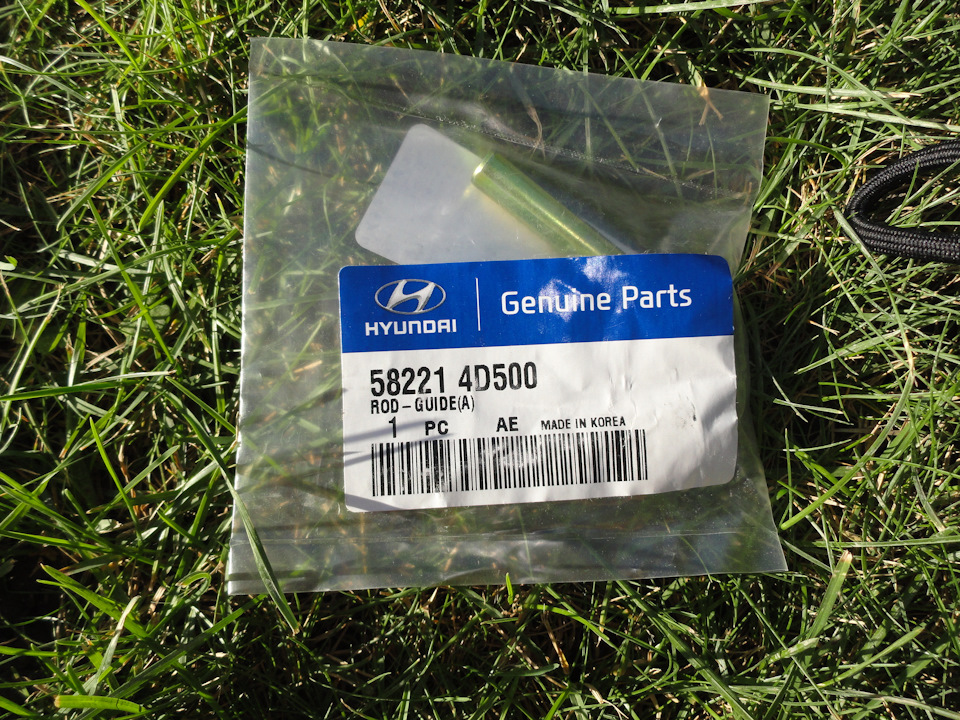 HYUNDAI
Genuine Parts
58221 4D500
ROD-GUIDE(A)
1 PC AE MADE IN KOREA